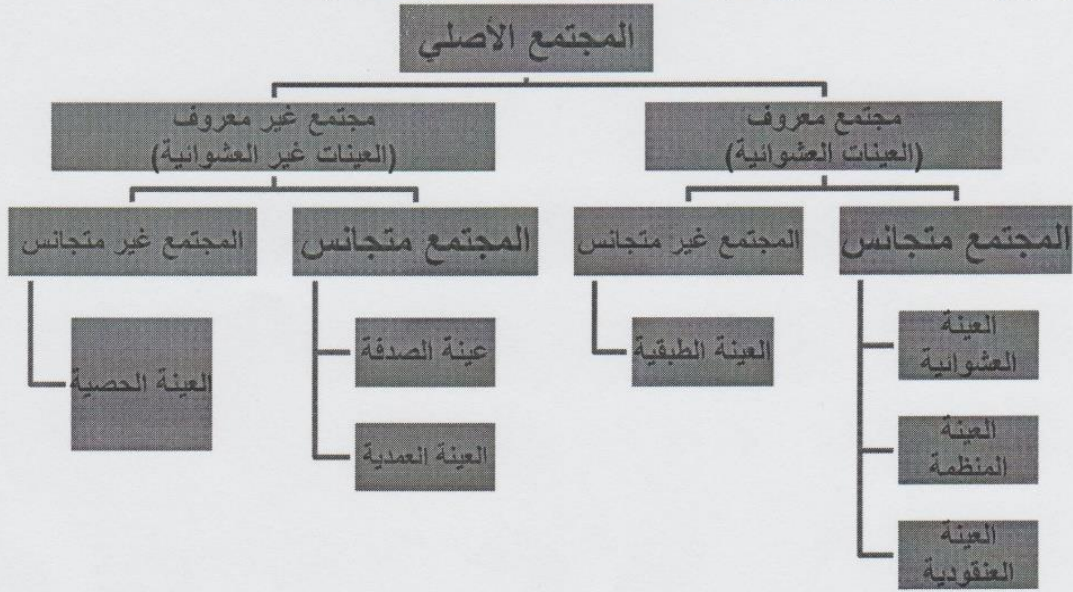 المجتمع الأصلي
مجتمع معروف
(العينات العشوائية)
مجتمع غير معروف
(العينات غير العشوائية)
المجتمع متجانس
المجتمع غير متجانس
المجتمع متجانس
المجتمع غير متجانس
العينة
العشوائية
العينة
المنظمة
العينة
العنقودية
العينة الطبقية
عينة الصدفة
العينة العمدية
العينة الحصية